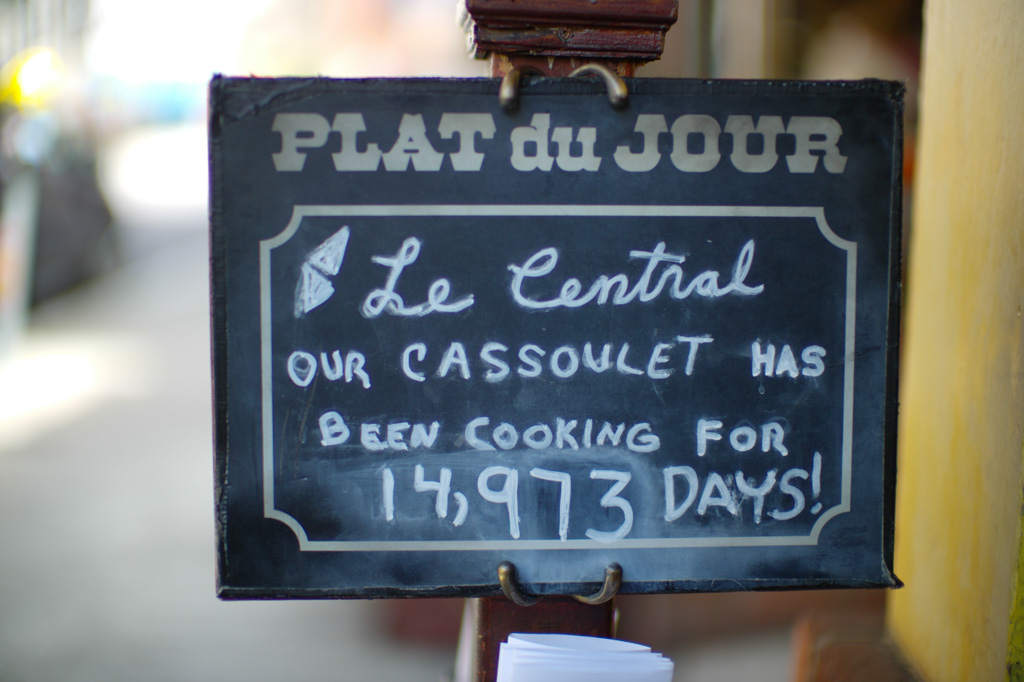 PLAT du JOUR
Le Central
OUR CASSOULET HAS
BEEN COOKING FOR
14,973 DAYS!